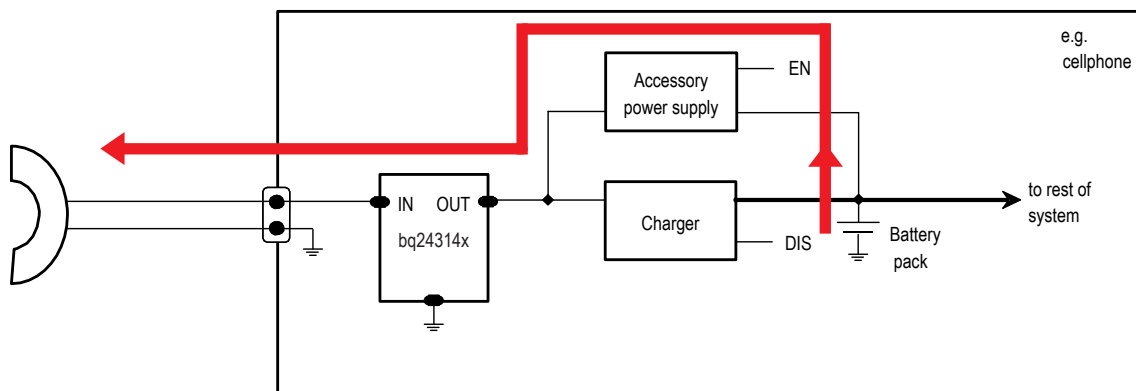 e.g.
cellphone
Accessory
power supply
EN
IN OUT
bq24314x
Charger
DIS
to rest of
system
Battery
pack